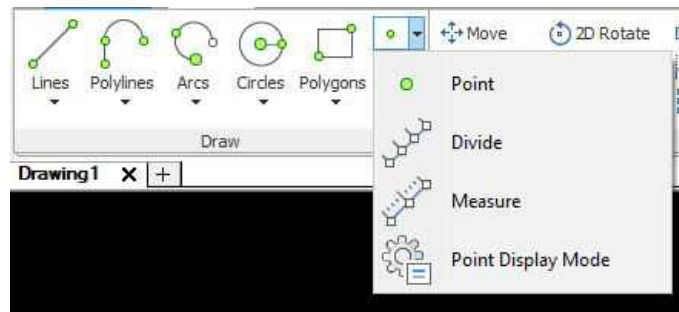 Move 2D Rotate
Lines Polylines Arcs Circles Polygons
Point
Divide
Measure
Point Display Mode
Draw
Drawing1 X +